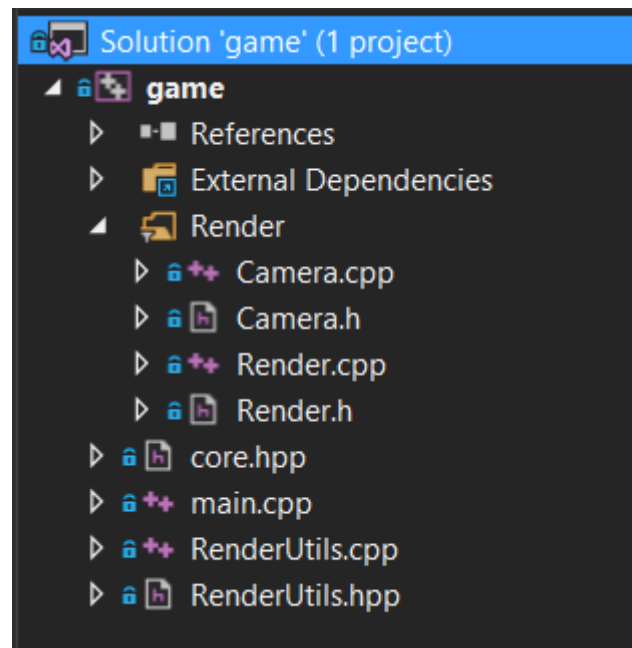 Solution 'game' (1 project)
game
References
External Dependencies
Render
Camera.cpp
Camera.h
Render.cpp
Render.h
core.hpp
main.cpp
RenderUtils.cpp
RenderUtils.hpp